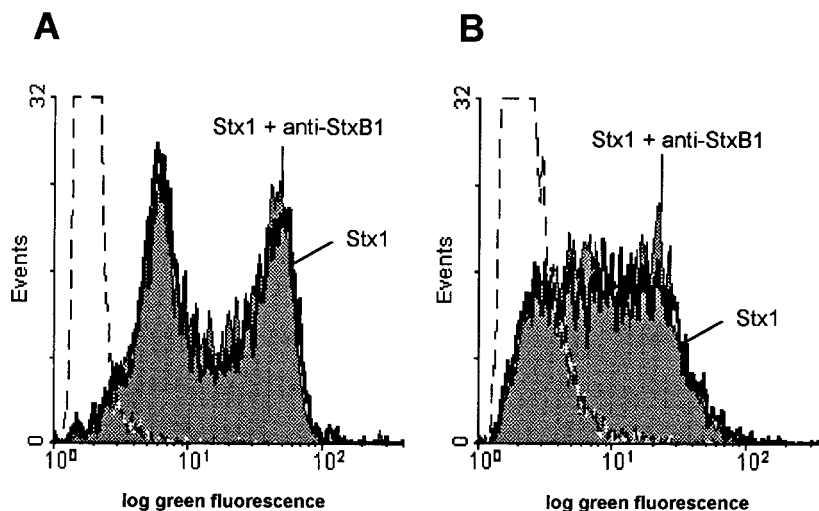 A
32
Stx1 + anti-StxB1
Stx1
Events
0
10⁰
10¹
10²
log green fluorescence
B
32
Stx1 + anti-StxB1
Stx1
Events
0
10⁰
10¹
10²
log green fluorescence